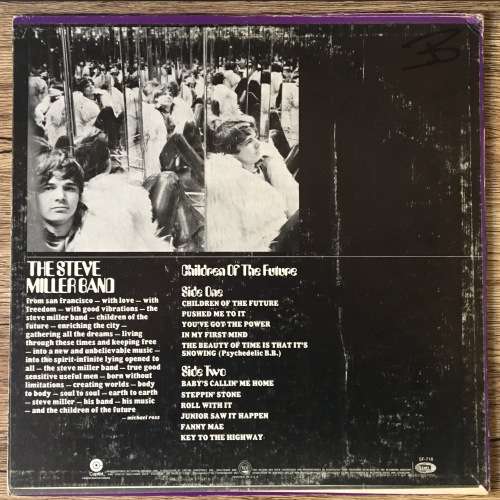 THE STEVE
MILLER BAND
from san francisco — with love — with
freedom — with good vibrations — the
steve miller band — children of the
future — enriching the city —
gathering all the dreams — living
through these times and keeping free
— into a new and unbelievable music —
into the spirit-infinite lying opened to
all — the steve miller band — true good
sensitive useful men — born without
limitations — creating worlds — body
to body — soul to soul — earth to earth
— steve miller — his band — his music
— and the children of the future
— michael ross
Children Of The Future
Side One
CHILDREN OF THE FUTURE
PUSHED ME TO IT
YOU'VE GOT THE POWER
IN MY FIRST MIND
THE BEAUTY OF TIME IS THAT IT'S
SNOWING (Psychedelic B.B.)
Side Two
BABY'S CALLIN' ME HOME
STEPPIN' STONE
ROLL WITH IT
JUNIOR SAW IT HAPPEN
FANNY MAE
KEY TO THE HIGHWAY
Capitol
SF-718